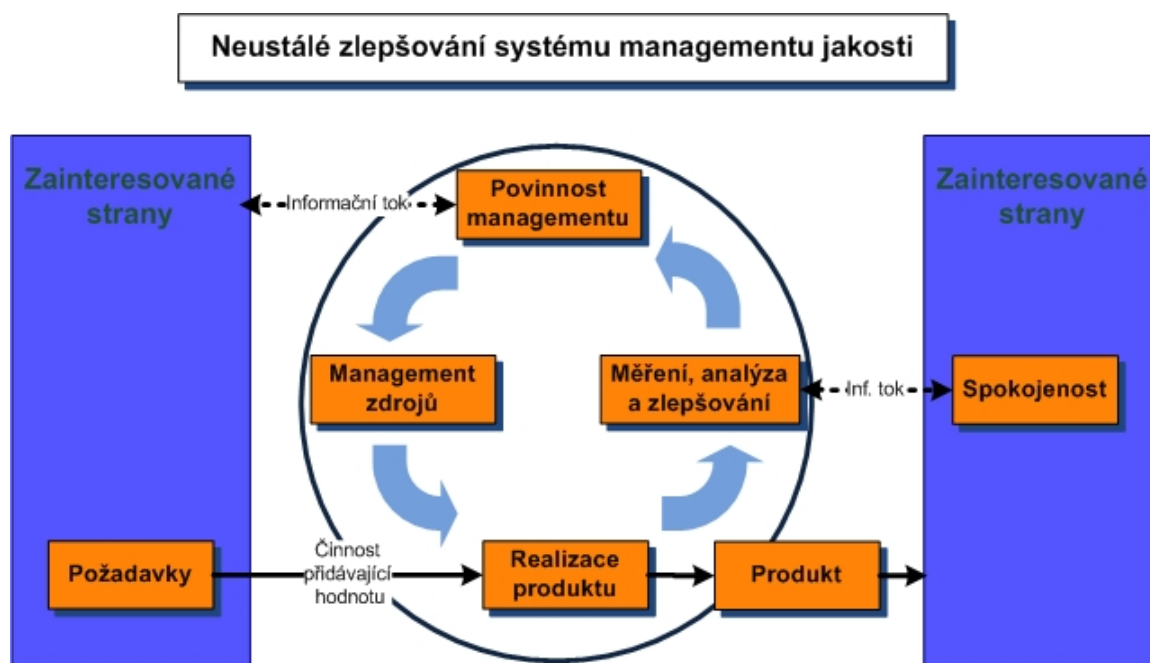 Neustálé zlepšování systému managementu jakosti
Zainteresované
strany
Informační tok
Povinnost
managementu
Zainteresované
strany
Management
zdrojů
Měření, analýza
a zlepšování
Inf. tok
Spokojenost
Požadavky
Činnost
přidávající
hodnotu
Realizace
produktu
Produkt